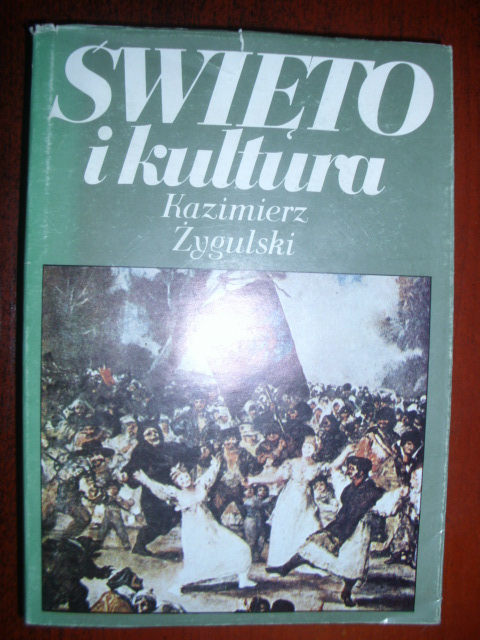 ŚWIĘTO
i kultura
Kazimierz
Żygulski